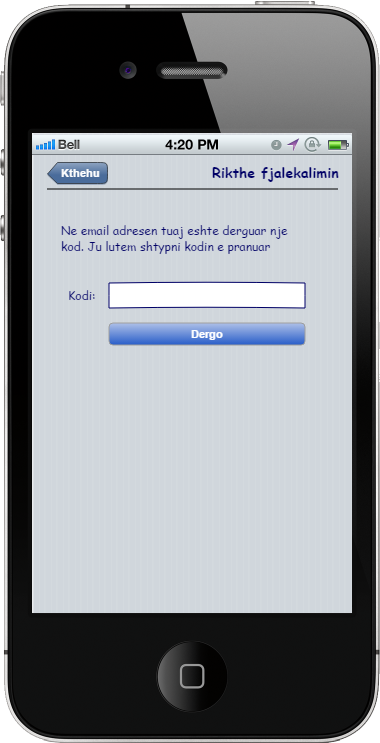 Bell 4:20 PM
Kthehu Rikthe fjalekalimin
Ne email adresen tuaj eshte derguar nje
kod. Ju lutem shtypni kodin e pranuar
Kodi:
Dergo